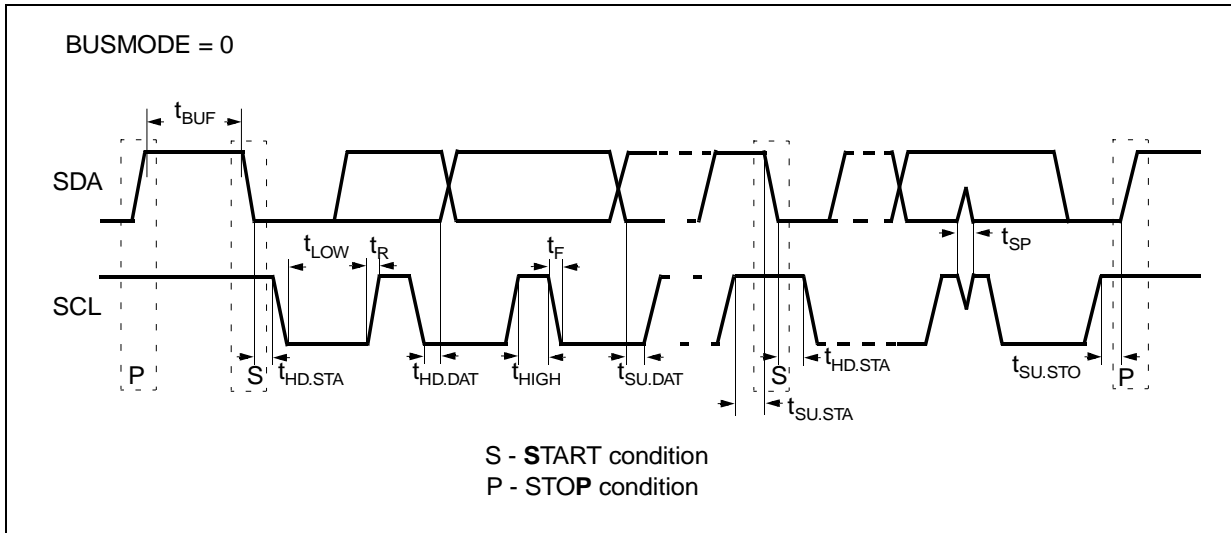 BUSMODE = 0
tBUF
SDA
tLOW
tR
tF
tSP
SCL
P
S
tHD.STA
tHD.DAT
tHIGH
tSU.DAT
S
tHD.STA
tSU.STO
P
tSU.STA
S - START condition
P - STOP condition